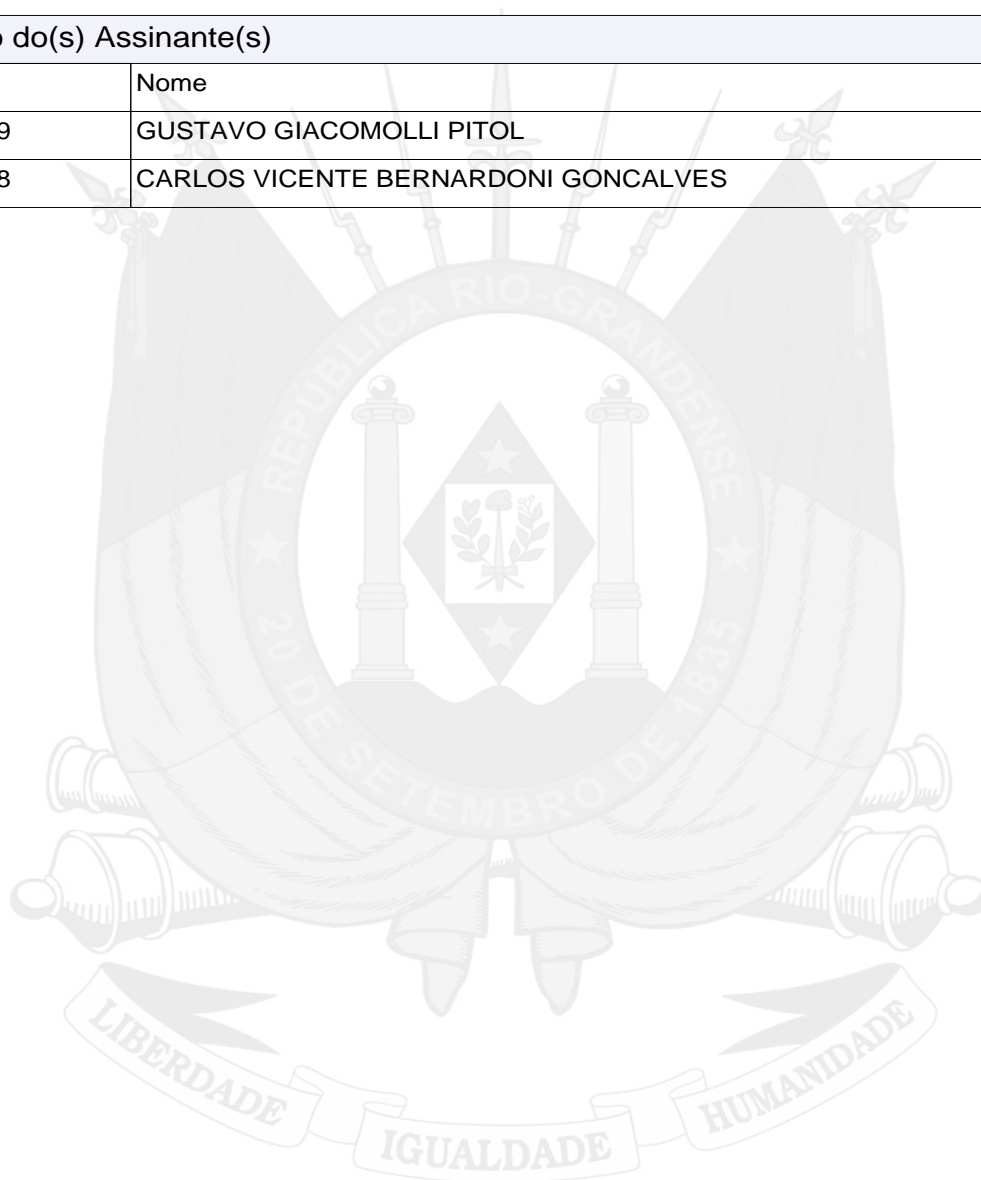 o do(s) Assinante(s)
Nome
9 GUSTAVO GIACOMOLLI PITOL
8 CARLOS VICENTE BERNARDONI GONCALVES
REPÚBLICA RIO-GRANDENSE
20 DE SETEMBRO DE 1835
LIBERDADE IGUALDADE HUMANIDADE